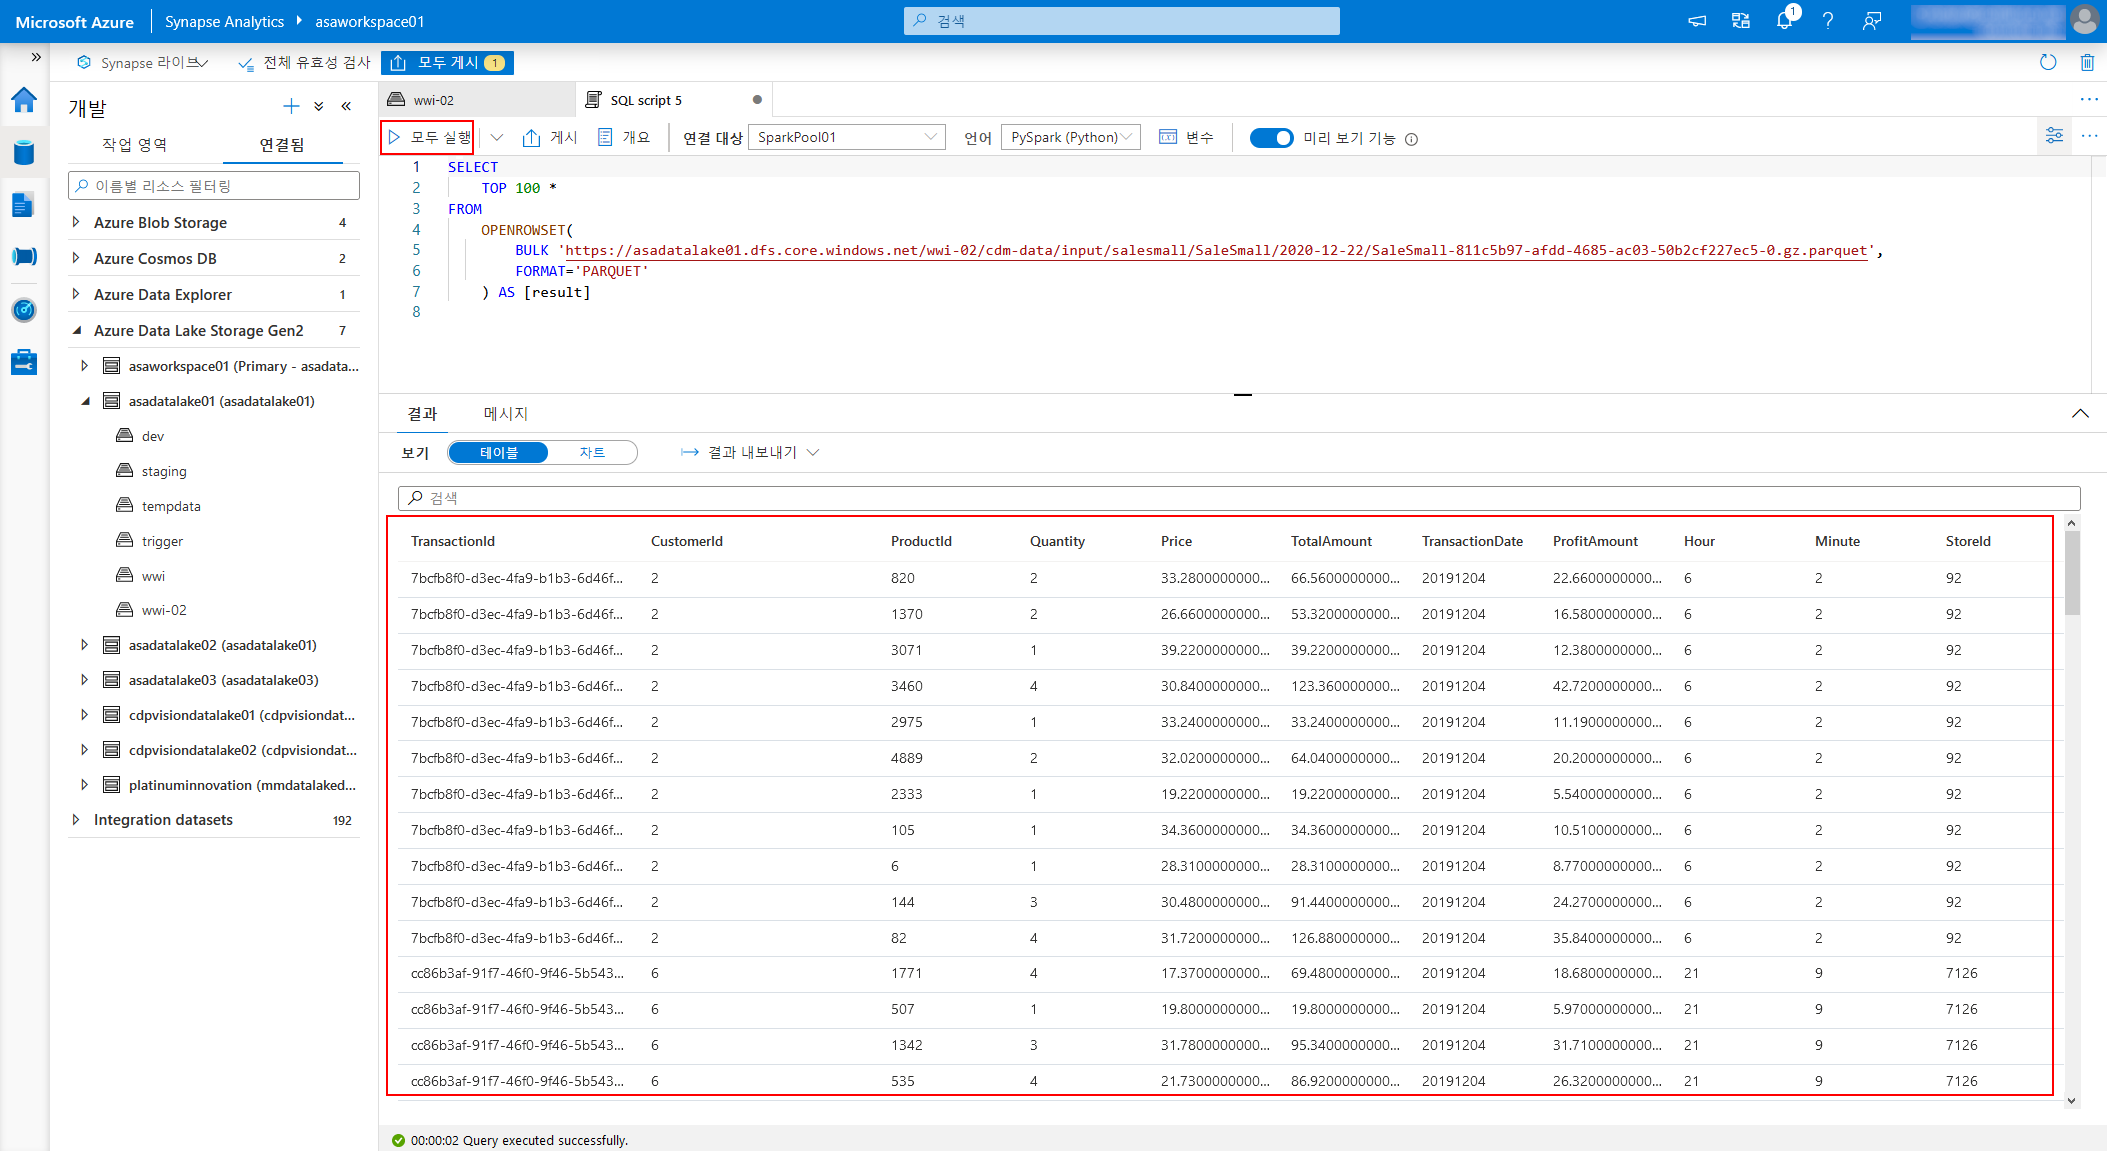 Microsoft Azure Synapse Analytics asaworkspace01 검색 1
Synapse 라이브 전체 유효성 검사 모두 게시 1
개발
작업 영역 연결됨
이름별 리소스 필터링
Azure Blob Storage 4
Azure Cosmos DB 2
Azure Data Explorer 1
Azure Data Lake Storage Gen2 7
asaworkspace01 (Primary - asadata...
asadatalake01 (asadatalake01)
dev
staging
tempdata
trigger
wwi
wwi-02
asadatalake02 (asadatalake01)
asadatalake03 (asadatalake03)
cdpvisiondatalake01 (cdpvisiondat...
cdpvisiondatalake02 (cdpvisiondat...
platinuminnovation (mmdatalaked...
Integration datasets 192
wwi-02 SQL script 5
모두 실행 게시 개요 연결 대상 SparkPool01 언어 PySpark (Python) 변수 미리 보기 기능
1 SELECT
2 TOP 100 *
3 FROM
4 OPENROWSET(
5 BULK 'https://asadatalake01.dfs.core.windows.net/wwi-02/cdm-data/input/salesmall/SaleSmall/2020-12-22/SaleSmall-811c5b97-afdd-4685-ac03-50b2cf227ec5-0.gz.parquet',
6 FORMAT='PARQUET'
7 ) AS [result]
8
결과 메시지
보기 테이블 차트 결과 내보내기
검색
TransactionId CustomerId ProductId Quantity Price TotalAmount TransactionDate ProfitAmount Hour Minute StoreId
7bcfb8f0-d3ec-4fa9-b1b3-6d46f... 2 820 2 33.2800000000... 66.5600000000... 20191204 22.6600000000... 6 2 92
7bcfb8f0-d3ec-4fa9-b1b3-6d46f... 2 1370 2 26.6600000000... 53.3200000000... 20191204 16.5800000000... 6 2 92
7bcfb8f0-d3ec-4fa9-b1b3-6d46f... 2 3071 1 39.2200000000... 39.2200000000... 20191204 12.3800000000... 6 2 92
7bcfb8f0-d3ec-4fa9-b1b3-6d46f... 2 3460 4 30.8400000000... 123.360000000... 20191204 42.7200000000... 6 2 92
7bcfb8f0-d3ec-4fa9-b1b3-6d46f... 2 2975 1 33.2400000000... 33.2400000000... 20191204 11.1900000000... 6 2 92
7bcfb8f0-d3ec-4fa9-b1b3-6d46f... 2 4889 2 32.0200000000... 64.0400000000... 20191204 20.2000000000... 6 2 92
7bcfb8f0-d3ec-4fa9-b1b3-6d46f... 2 2333 1 19.2200000000... 19.2200000000... 20191204 5.54000000000... 6 2 92
7bcfb8f0-d3ec-4fa9-b1b3-6d46f... 2 105 1 34.3600000000... 34.3600000000... 20191204 10.5100000000... 6 2 92
7bcfb8f0-d3ec-4fa9-b1b3-6d46f... 2 6 1 28.3100000000... 28.3100000000... 20191204 8.77000000000... 6 2 92
7bcfb8f0-d3ec-4fa9-b1b3-6d46f... 2 144 3 30.4800000000... 91.4400000000... 20191204 24.2700000000... 6 2 92
7bcfb8f0-d3ec-4fa9-b1b3-6d46f... 2 82 4 31.7200000000... 126.880000000... 20191204 35.8400000000... 6 2 92
cc86b3af-91f7-46f0-9f46-5b543... 6 1771 4 17.3700000000... 69.4800000000... 20191204 18.6800000000... 21 9 7126
cc86b3af-91f7-46f0-9f46-5b543... 6 507 1 19.8000000000... 19.8000000000... 20191204 5.97000000000... 21 9 7126
cc86b3af-91f7-46f0-9f46-5b543... 6 1342 3 31.7800000000... 95.3400000000... 20191204 31.7100000000... 21 9 7126
cc86b3af-91f7-46f0-9f46-5b543... 6 535 4 21.7300000000... 86.9200000000... 20191204 26.3200000000... 21 9 7126
00:00:02 Query executed successfully.